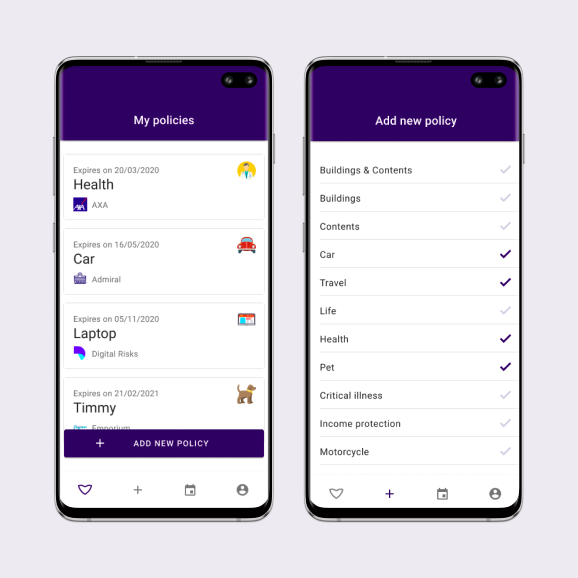 My policies
Expires on 20/03/2020
Health
AXA
AXA
Expires on 16/05/2020
Car
Admiral
Expires on 05/11/2020
Laptop
Digital Risks
Expires on 21/02/2021
Timmy
Emporium
+ ADD NEW POLICY
Add new policy
Buildings & Contents
Buildings
Contents
Car
Travel
Life
Health
Pet
Critical illness
Income protection
Motorcycle